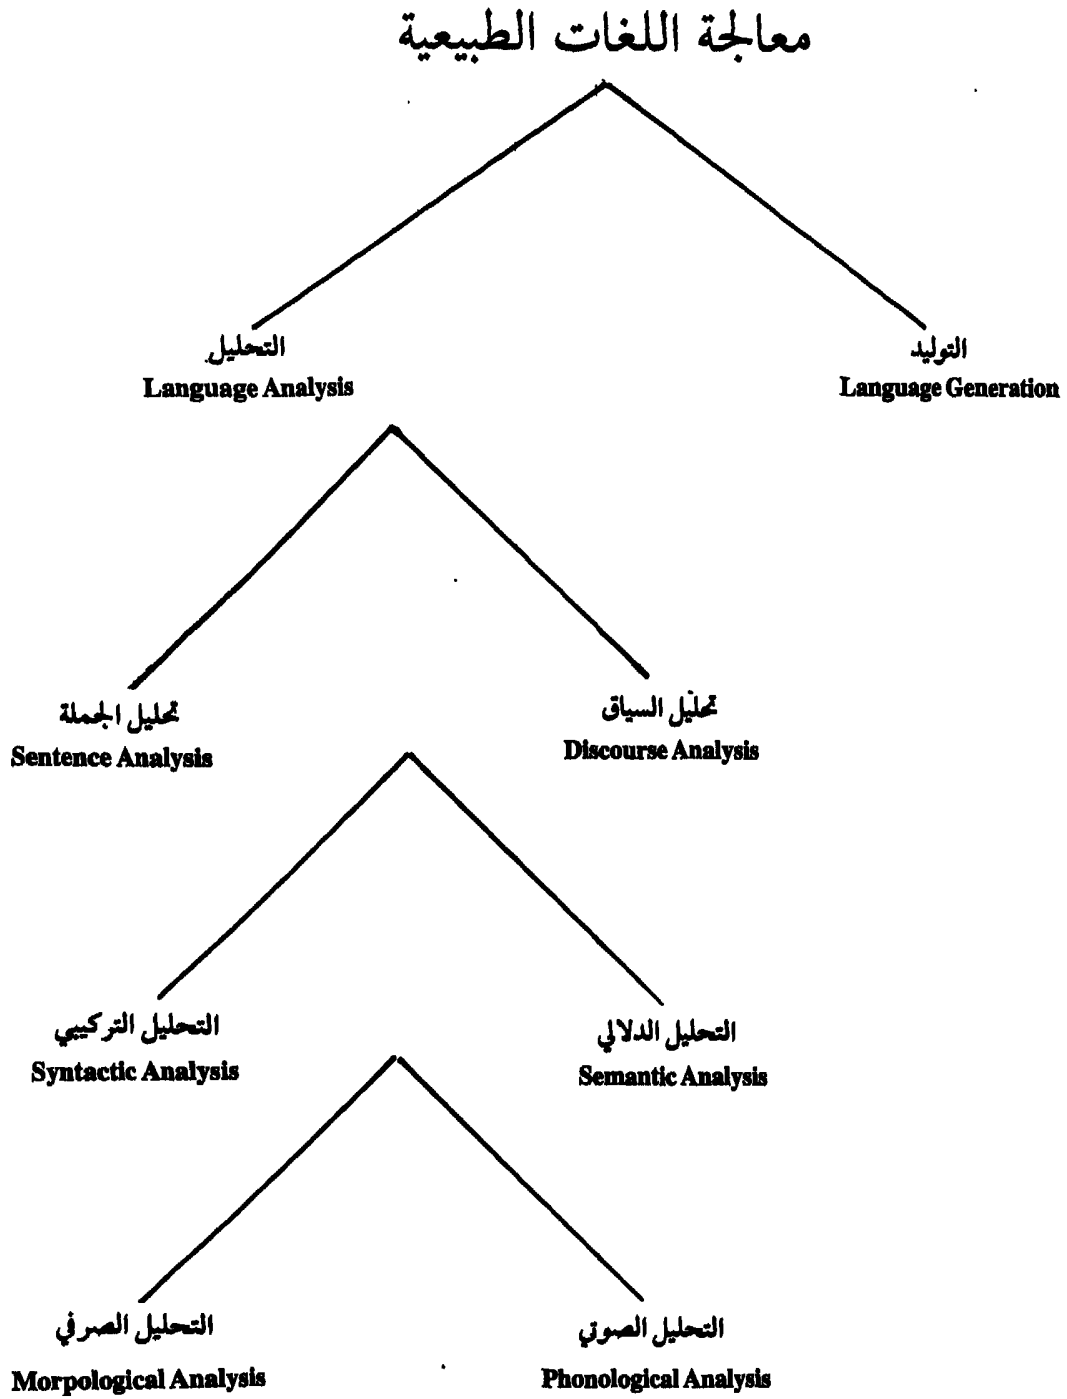 معالجة اللغات الطبيعية
التحليل
Language Analysis
التوليد
Language Generation
تحليل الجملة
Sentence Analysis
تحليل السياق
Discourse Analysis
التحليل التركيبي
Syntactic Analysis
التحليل الدلالي
Semantic Analysis
التحليل الصرفي
Morpological Analysis
التحليل الصوتي
Phonological Analysis